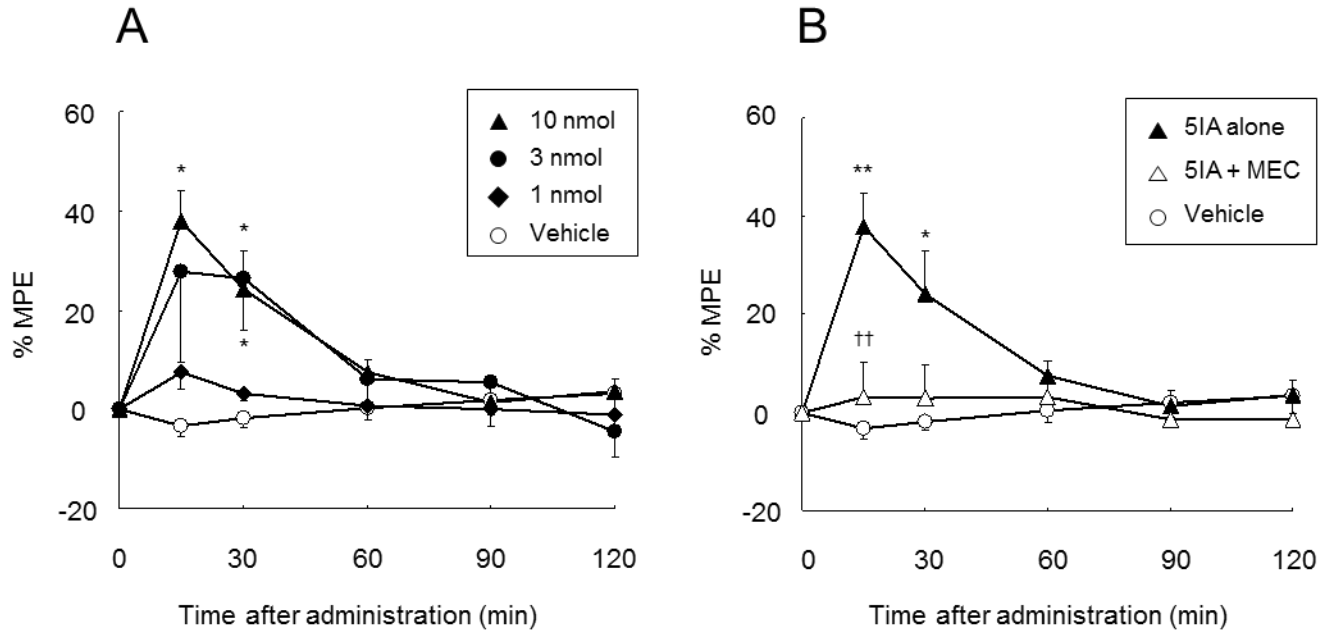 A
60
40
20
0
-20
% MPE
10 nmol
3 nmol
1 nmol
Vehicle
*
*
*
0 30 60 90 120
Time after administration (min)
B
60
40
20
0
-20
% MPE
5IA alone
5IA + MEC
Vehicle
**
*
††
0 30 60 90 120
Time after administration (min)